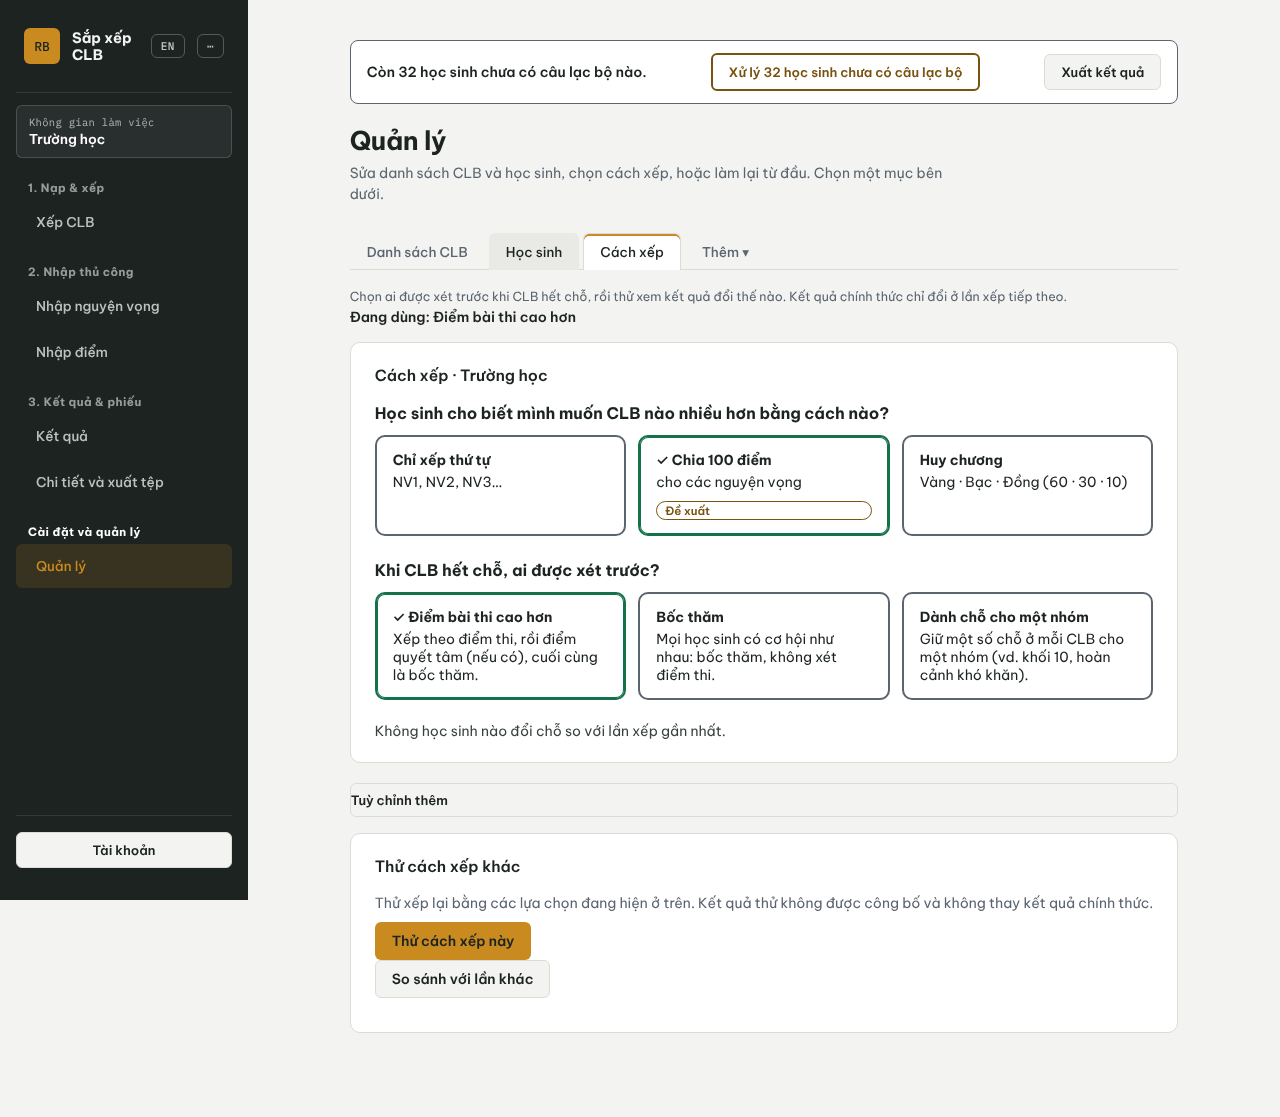 RB
Sắp xếp CLB
EN
⋯
Không gian làm việc
Trường học
1. Nạp & xếp
Xếp CLB
2. Nhập thủ công
Nhập nguyện vọng
Nhập điểm
3. Kết quả & phiếu
Kết quả
Chi tiết và xuất tệp
Cài đặt và quản lý
Quản lý
Tài khoản
Còn 32 học sinh chưa có câu lạc bộ nào.
Xử lý 32 học sinh chưa có câu lạc bộ
Xuất kết quả
Quản lý
Sửa danh sách CLB và học sinh, chọn cách xếp, hoặc làm lại từ đầu. Chọn một mục bên
dưới.
Danh sách CLB
Học sinh
Cách xếp
Thêm ▾
Chọn ai được xét trước khi CLB hết chỗ, rồi thử xem kết quả đổi thế nào. Kết quả chính thức chỉ đổi ở lần xếp tiếp theo.
Đang dùng: Điểm bài thi cao hơn
Cách xếp · Trường học
Học sinh cho biết mình muốn CLB nào nhiều hơn bằng cách nào?
Chỉ xếp thứ tự
NV1, NV2, NV3…
✓ Chia 100 điểm
cho các nguyện vọng
Đề xuất
Huy chương
Vàng · Bạc · Đồng (60 · 30 · 10)
Khi CLB hết chỗ, ai được xét trước?
✓ Điểm bài thi cao hơn
Xếp theo điểm thi, rồi điểm
quyết tâm (nếu có), cuối cùng
là bốc thăm.
Bốc thăm
Mọi học sinh có cơ hội như
nhau: bốc thăm, không xét
điểm thi.
Dành chỗ cho một nhóm
Giữ một số chỗ ở mỗi CLB cho
một nhóm (vd. khối 10, hoàn
cảnh khó khăn).
Không học sinh nào đổi chỗ so với lần xếp gần nhất.
Tuỳ chỉnh thêm
Thử cách xếp khác
Thử xếp lại bằng các lựa chọn đang hiện ở trên. Kết quả thử không được công bố và không thay kết quả chính thức.
Thử cách xếp này
So sánh với lần khác